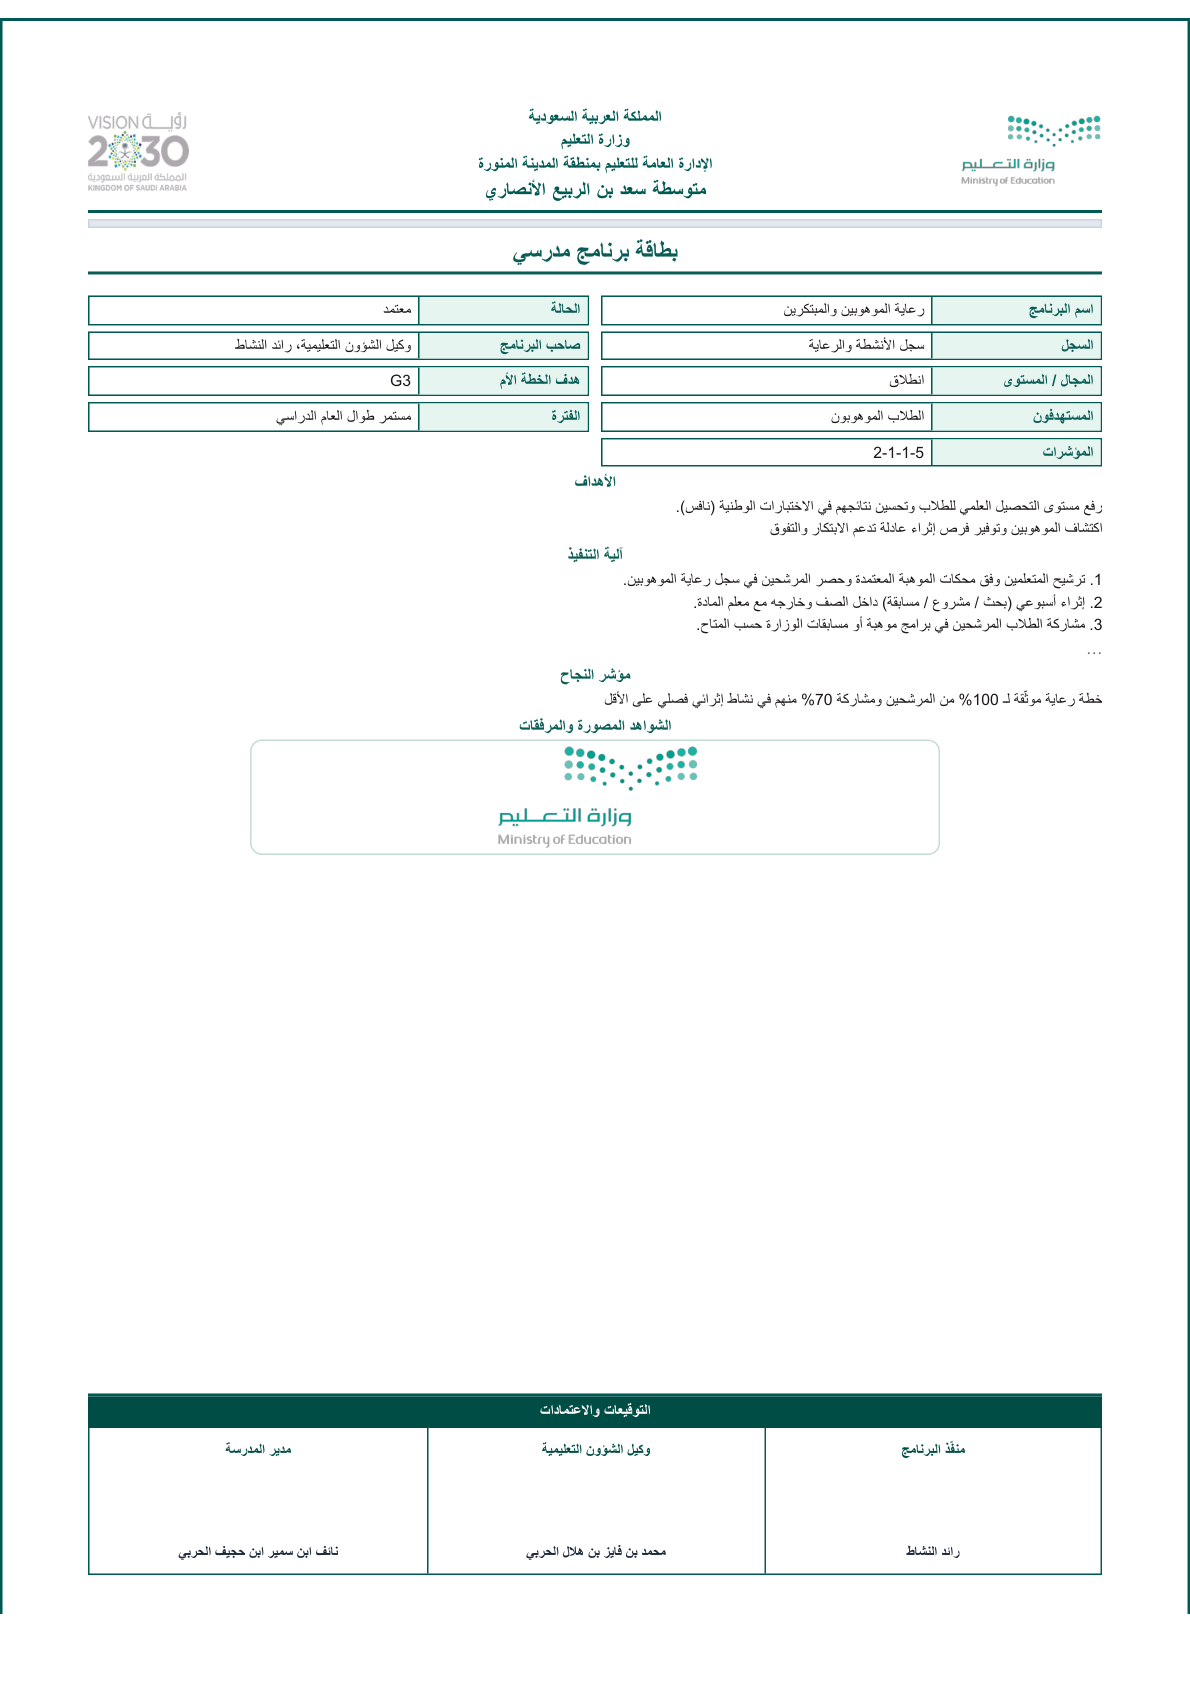 المملكة العربية السعودية
وزارة التعليم
الإدارة العامة للتعليم بمنطقة المدينة المنورة
متوسطة سعد بن الربيع الأنصاري
وزارة التعليم
Ministry of Education
VISION رؤية
2030
المملكة العربية السعودية
KINGDOM OF SAUDI ARABIA
بطاقة برنامج مدرسي
اسم البرنامج رعاية الموهوبين والمبتكرين الحالة معتمد
السجل سجل الأنشطة والرعاية صاحب البرنامج وكيل الشؤون التعليمية، رائد النشاط
المجال / المستوى انطلاق هدف الخطة الأم G3
المستهدفون الطلاب الموهوبون الفترة مستمر طوال العام الدراسي
المؤشرات 2-1-1-5
الأهداف
رفع مستوى التحصيل العلمي للطلاب وتحسين نتائجهم في الاختبارات الوطنية (نافس).
اكتشاف الموهوبين وتوفير فرص إثراء عادلة تدعم الابتكار والتفوق
آلية التنفيذ
1. ترشيح المتعلمين وفق محكات الموهبة المعتمدة وحصر المرشحين في سجل رعاية الموهوبين.
2. إثراء أسبوعي (بحث / مشروع / مسابقة) داخل الصف وخارجه مع معلم المادة.
3. مشاركة الطلاب المرشحين في برامج موهبة أو مسابقات الوزارة حسب المتاح.
...
مؤشر النجاح
خطة رعاية موثّقة لـ 100% من المرشحين ومشاركة 70% منهم في نشاط إثرائي فصلي على الأقل
الشواهد المصورة والمرفقات
وزارة التعليم
Ministry of Education
التوقيعات والاعتمادات
منفّذ البرنامج وكيل الشؤون التعليمية مدير المدرسة
رائد النشاط محمد بن فايز بن هلال الحربي نائف ابن سمير ابن حجيف الحربي